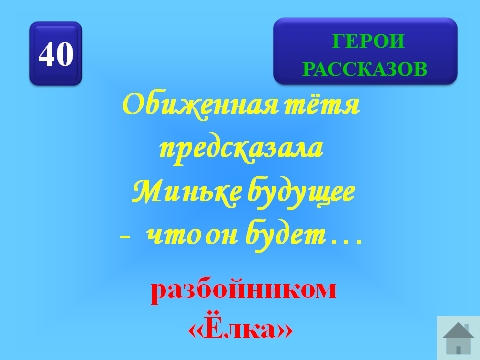 40
ГЕРОИ
РАССКАЗОВ
Обиженная тётя
предсказала
Миньке будущее
- что он будет…
разбойником
«Ёлка»